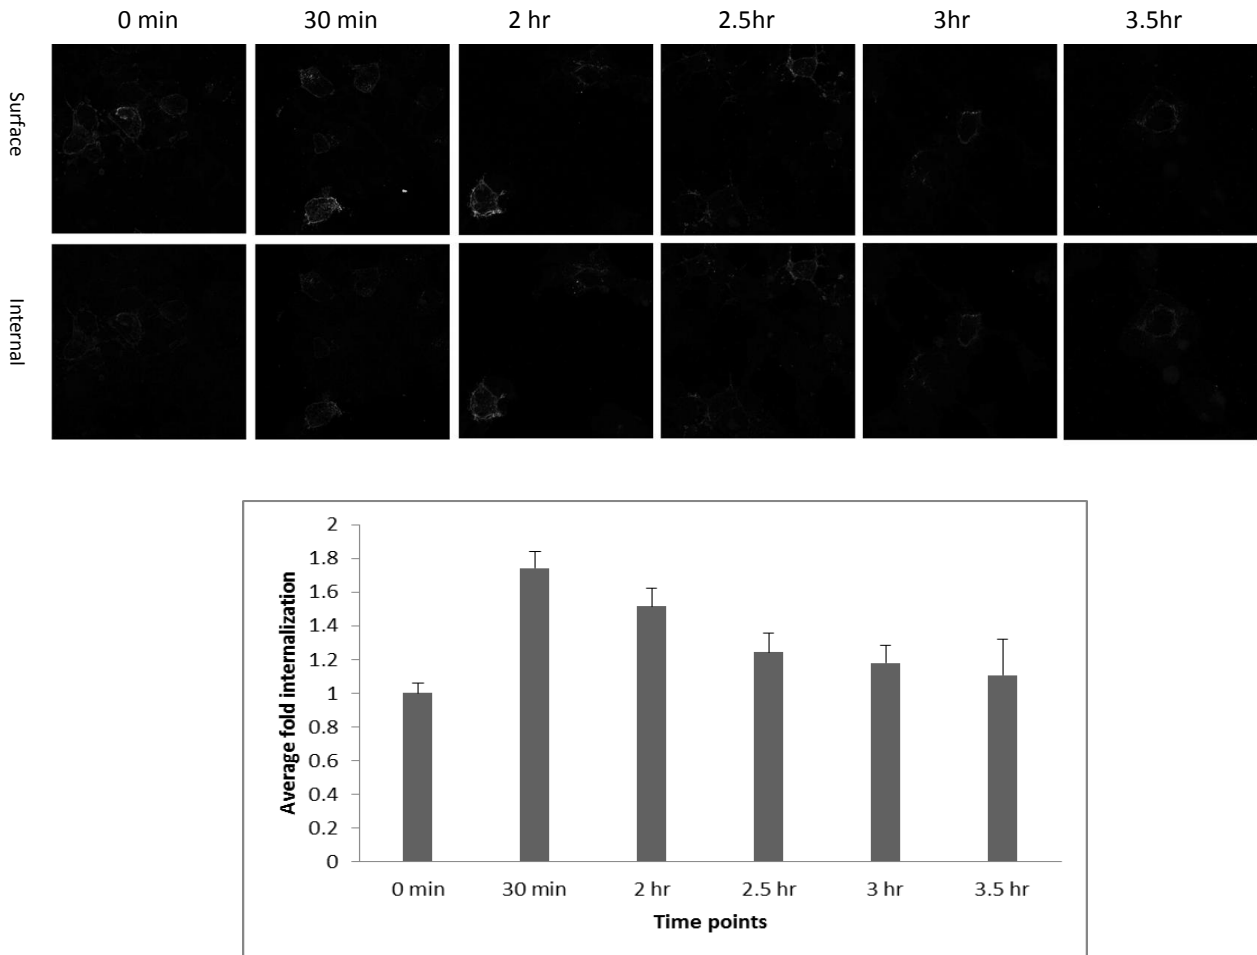 0 min 30 min 2 hr 2.5hr 3hr 3.5hr
Surface
Internal
2
1.8
1.6
1.4
1.2
1
0.8
0.6
0.4
0.2
0
Average fold internalization
0 min 30 min 2 hr 2.5 hr 3 hr 3.5 hr
Time points